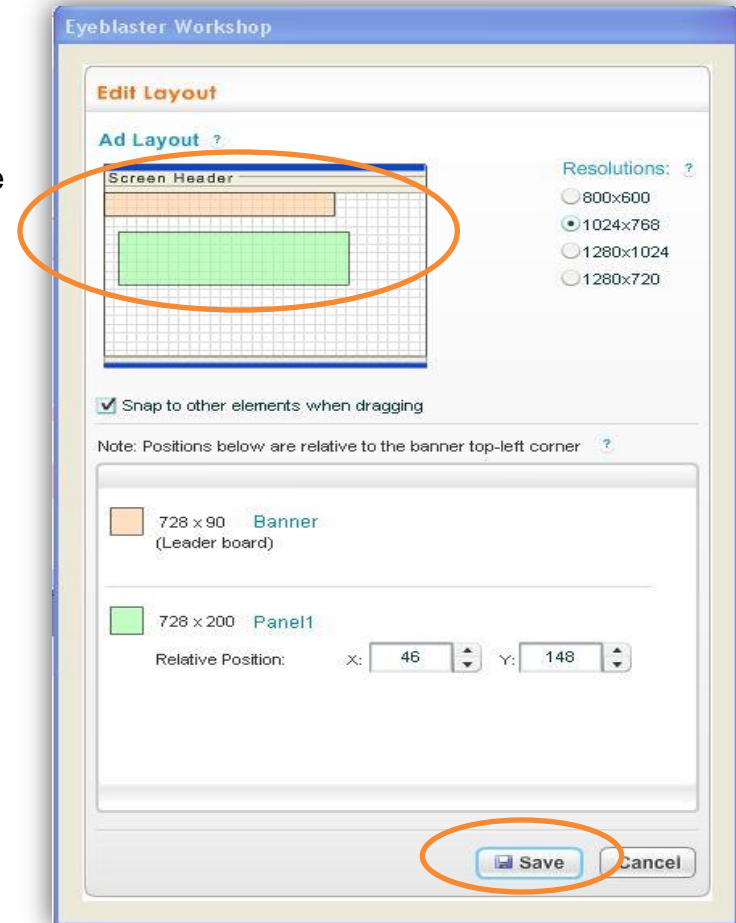 Eyeblaster Workshop
Edit Layout
Ad Layout ?
Screen Header
Resolutions: ?
800x600
1024x768
1280x1024
1280x720
Snap to other elements when dragging
Note: Positions below are relative to the banner top-left corner ?
728 x 90 Banner
(Leader board)
728 x 200 Panel1
Relative Position: X: 46 Y: 148
Save Cancel